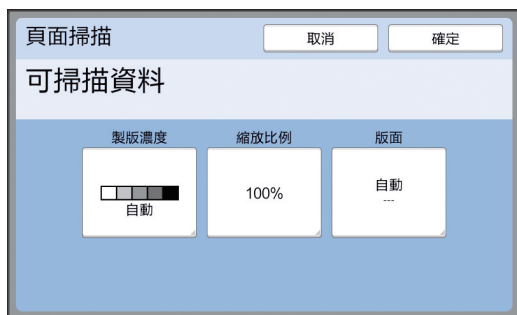 頁面掃描
取消
確定
可掃描資料
製版濃度
縮放比例
版面
自動
100%
自動
---